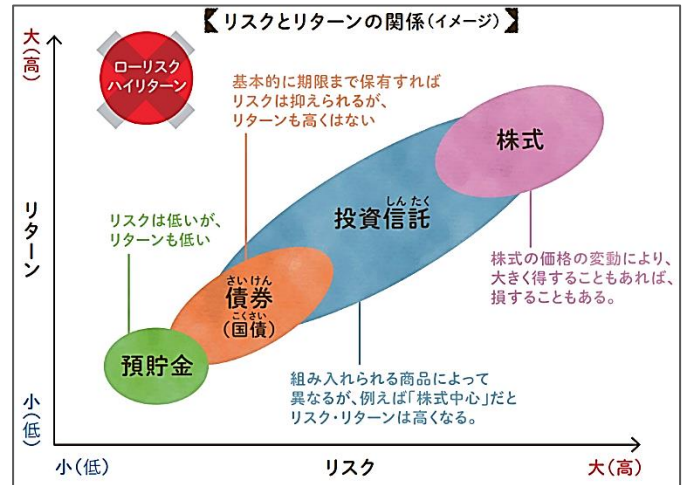 【リスクとリターンの関係(イメージ)】
大(高)
ローリスク
ハイリターン
基本的に期限まで保有すれば
リスクは抑えられるが、
リターンも高くはない
株式
しんたく
投資信託
リターン
リスクは低いが、
リターンも低い
株式の価格の変動により、
大きく得することもあれば、
損することもある。
さいけん
債券
こくさい
(国債)
預貯金
組み入れられる商品によって
異なるが、例えば「株式中心」だと
リスク・リターンは高くなる。
小(低)
小(低)
リスク
大(高)